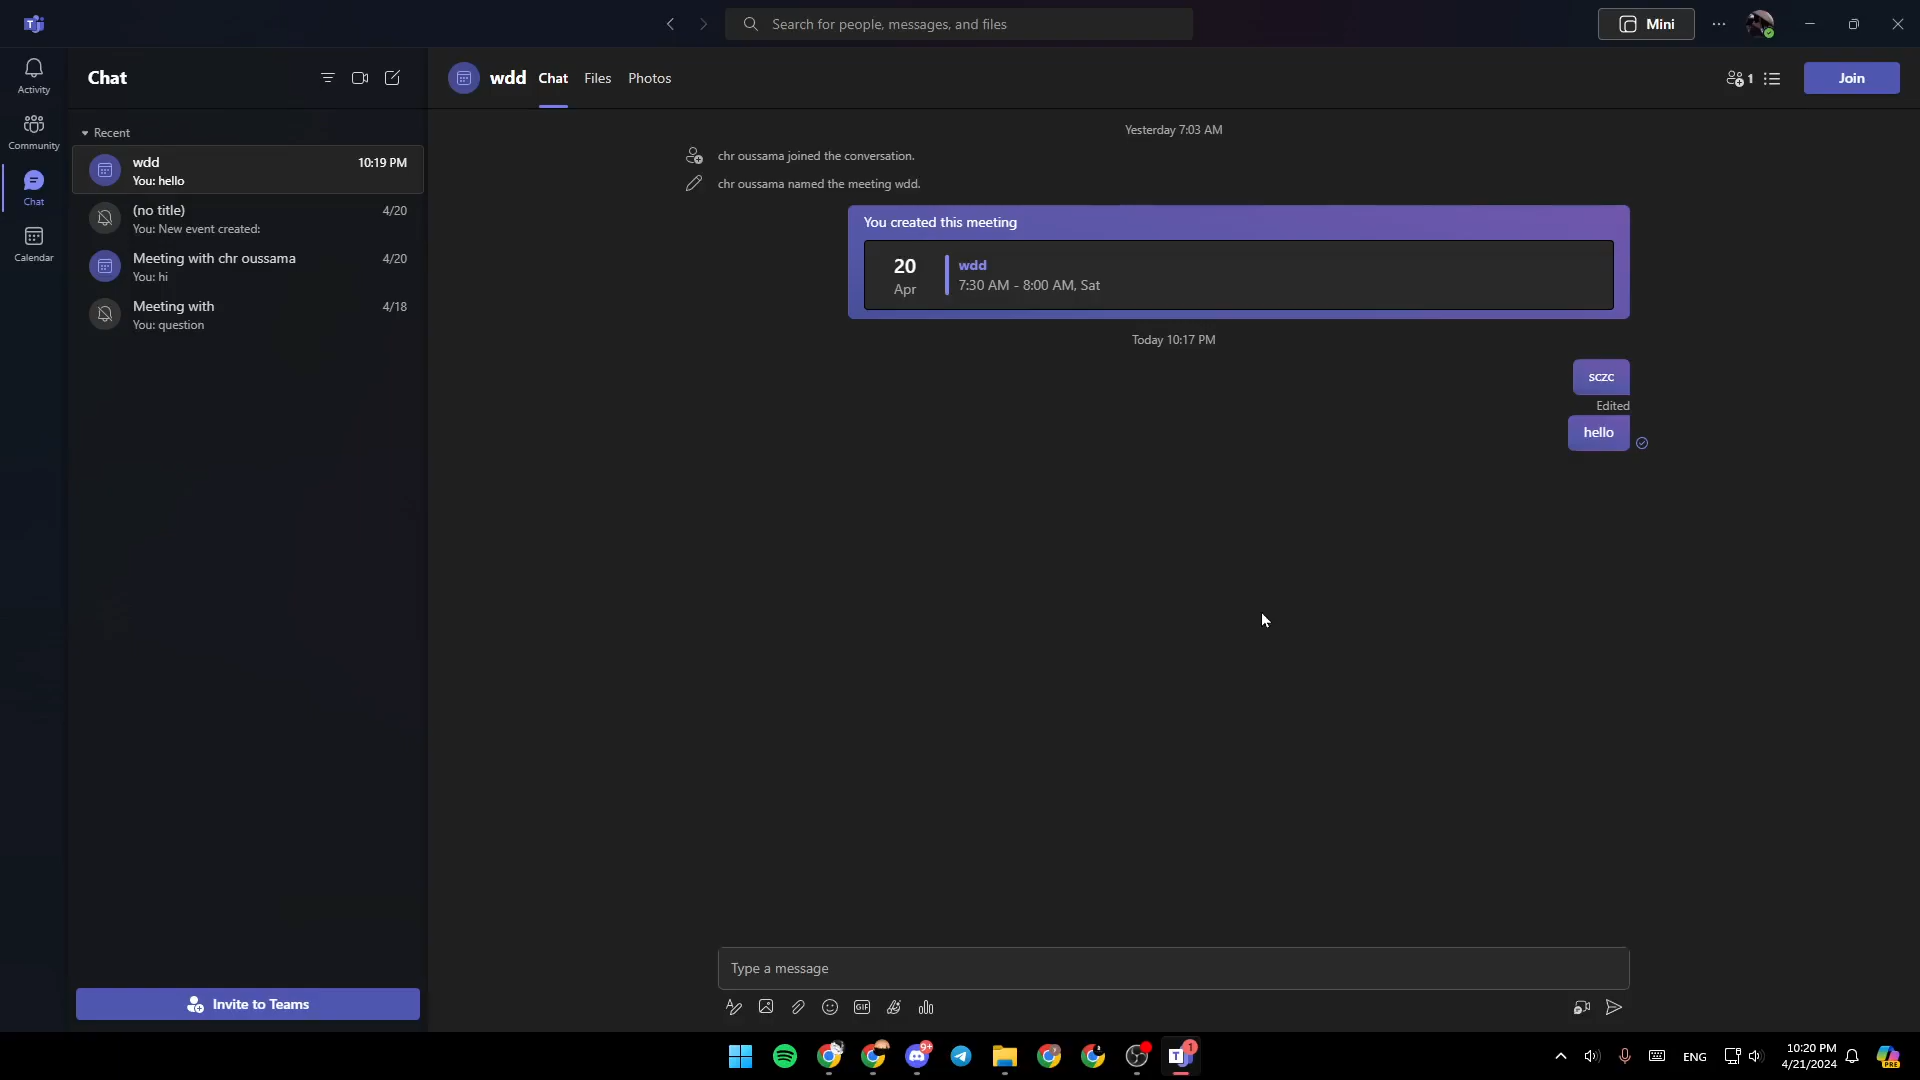 Search for people, messages, and files
Mini
Activity
Community
Chat
Calendar
Chat
Recent
wdd 10:19 PM
You: hello
(no title) 4/20
You: New event created:
Meeting with chr oussama 4/20
You: hi
Meeting with 4/18
You: question
Invite to Teams
wdd Chat Files Photos
1
Join
Yesterday 7:03 AM
chr oussama joined the conversation.
chr oussama named the meeting wdd.
You created this meeting
20 wdd
Apr 7:30 AM - 8:00 AM, Sat
Today 10:17 PM
sczc
Edited
hello
Type a message
GIF
9+
1
ENG
10:20 PM
4/21/2024
PRE